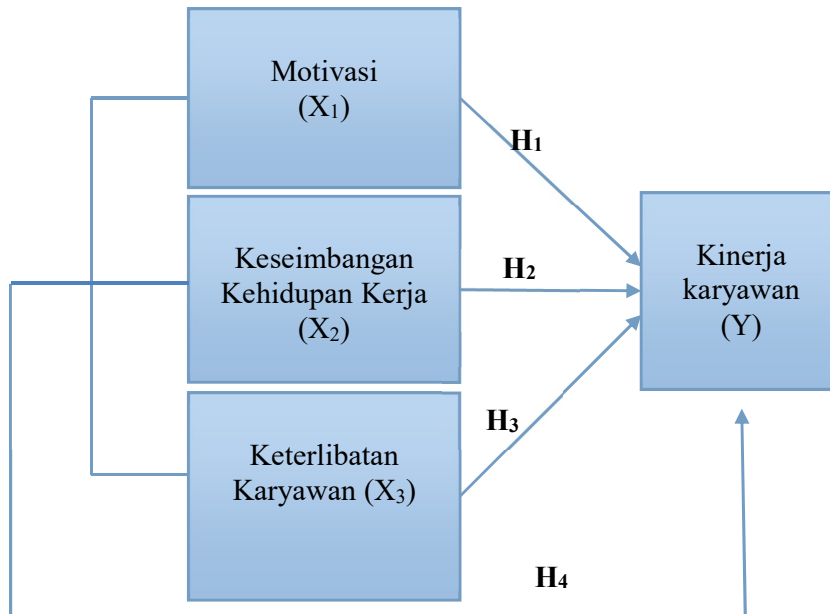 Motivasi
(X₁)
H₁
Keseimbangan
Kehidupan Kerja
(X₂)
H₂
Kinerja
karyawan
(Y)
Keterlibatan
Karyawan (X₃)
H₃
H₄